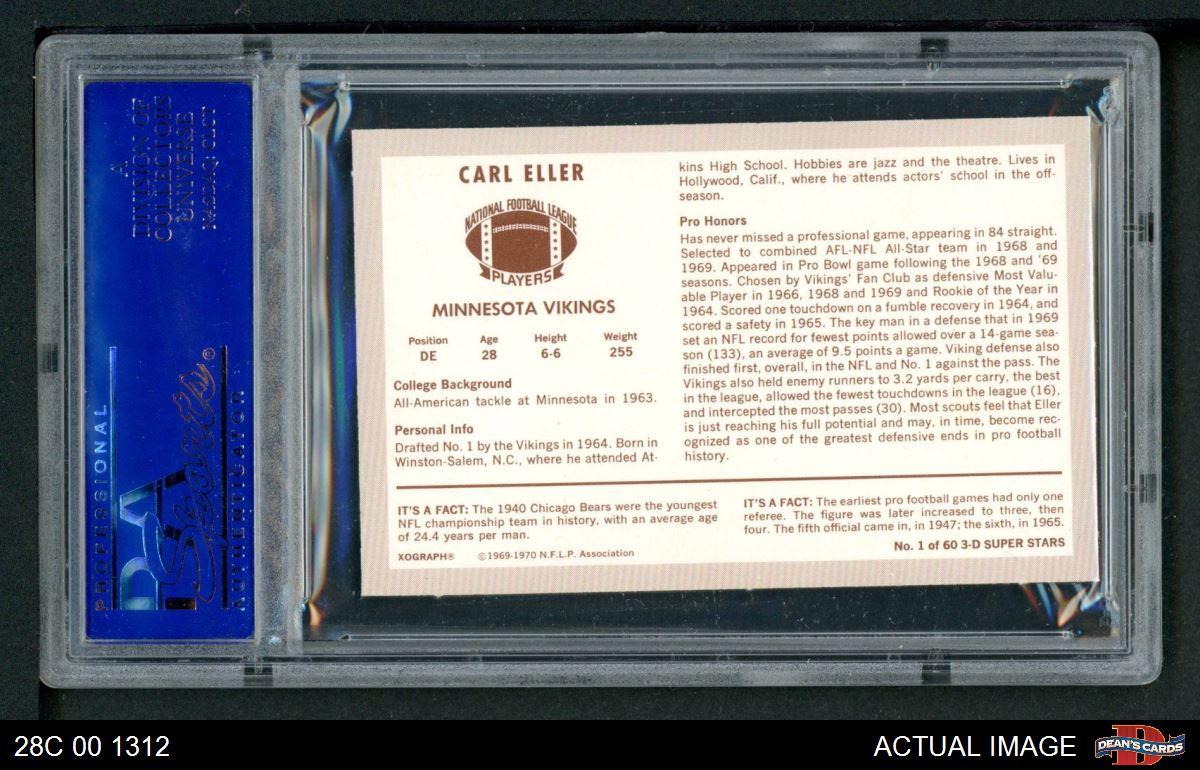 A
DIVISION OF
COLLECTORS
UNIVERSE
NASDAQ: CLCT
PROFESSIONAL
PSA
Sports®
AUTHENTICATOR
CARL ELLER
NATIONAL FOOTBALL LEAGUE
PLAYERS
MINNESOTA VIKINGS
Position Age Height Weight
DE 28 6-6 255
College Background
All-American tackle at Minnesota in 1963.
Personal Info
Drafted No. 1 by the Vikings in 1964. Born in
Winston-Salem, N.C., where he attended At-
kins High School. Hobbies are jazz and the theatre. Lives in
Hollywood, Calif., where he attends actors' school in the off-
season.
Pro Honors
Has never missed a professional game, appearing in 84 straight.
Selected to combined AFL-NFL All-Star team in 1968 and
1969. Appeared in Pro Bowl game following the 1968 and '69
seasons. Chosen by Vikings' Fan Club as defensive Most Valu-
able Player in 1966, 1968 and 1969 and Rookie of the Year in
1964. Scored one touchdown on a fumble recovery in 1964, and
scored a safety in 1965. The key man in a defense that in 1969
set an NFL record for fewest points allowed over a 14-game sea-
son (133), an average of 9.5 points a game. Viking defense also
finished first, overall, in the NFL and No. 1 against the pass. The
Vikings also held enemy runners to 3.2 yards per carry, the best
in the league, allowed the fewest touchdowns in the league (16),
and intercepted the most passes (30). Most scouts feel that Eller
is just reaching his full potential and may, in time, become rec-
ognized as one of the greatest defensive ends in pro football
history.
IT'S A FACT: The 1940 Chicago Bears were the youngest
NFL championship team in history, with an average age
of 24.4 years per man.
XOGRAPH® ©1969-1970 N.F.L.P. Association
IT'S A FACT: The earliest pro football games had only one
referee. The figure was later increased to three, then
four. The fifth official came in, in 1947; the sixth, in 1965.
No. 1 of 60 3-D SUPER STARS
28C 00 1312
ACTUAL IMAGE
DEAN'S CARDS